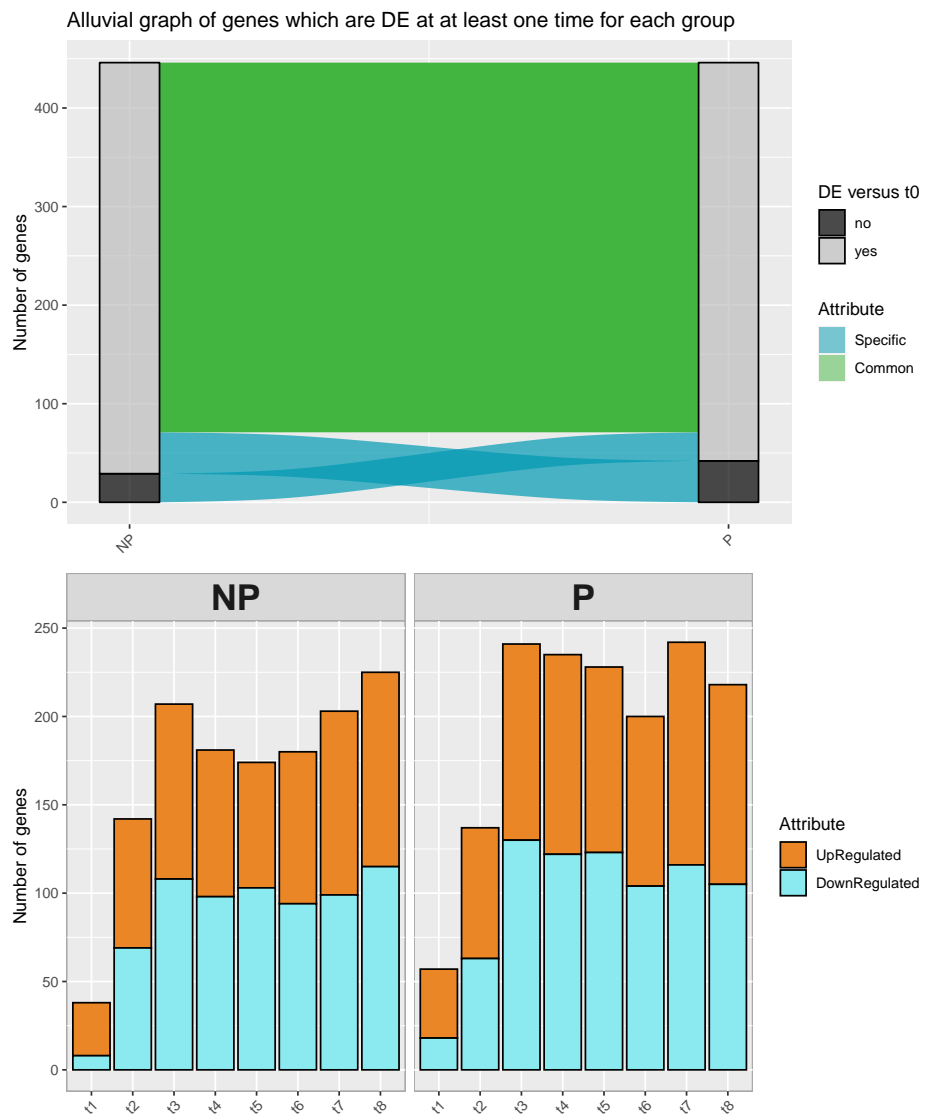 Alluvial graph of genes which are DE at at least one time for each group
Number of genes
400
300
200
100
0
NP
P
DE versus t0
no
yes
Attribute
Specific
Common
NP
P
Number of genes
250
200
150
100
50
0
t1
t2
t3
t4
t5
t6
t7
t8
t1
t2
t3
t4
t5
t6
t7
t8
Attribute
UpRegulated
DownRegulated